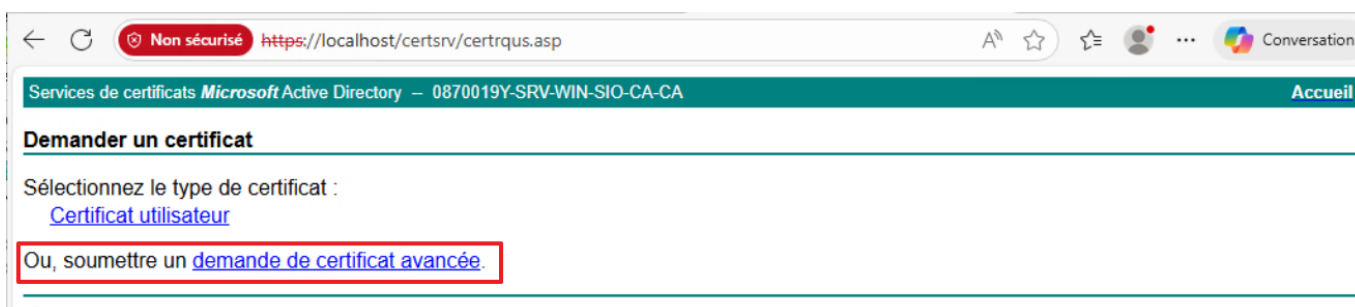 Non sécurisé https://localhost/certsrv/certrqus.asp Conversation
Services de certificats Microsoft Active Directory -- 0870019Y-SRV-WIN-SIO-CA-CA Accueil
Demander un certificat
Sélectionnez le type de certificat :
Certificat utilisateur
Ou, soumettre un demande de certificat avancée.